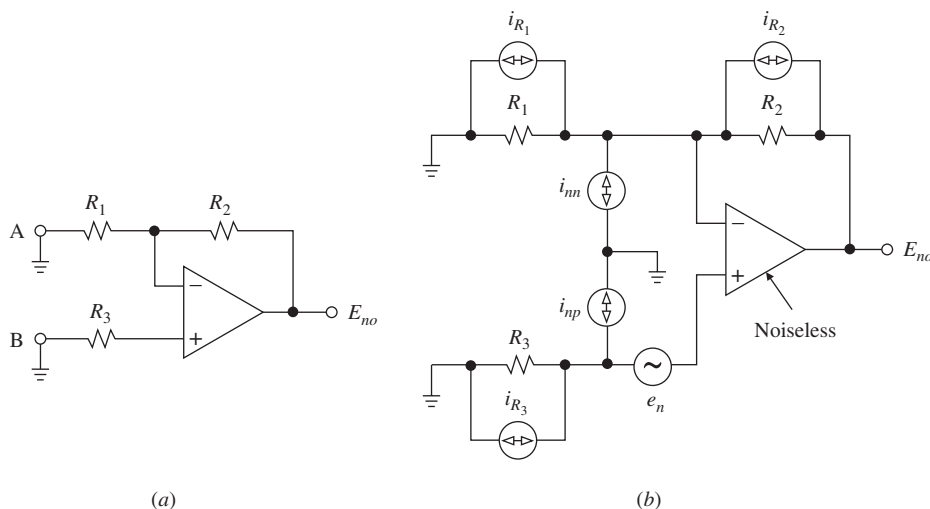 i_{R_1}
i_{R_2}
R_1
R_2
i_{nn}
R_1
R_2
A
−
+
E_{no}
−
E_{no}
i_{np}
+
R_3
B
Noiseless
R_3
i_{R_3}
e_n
(a)
(b)